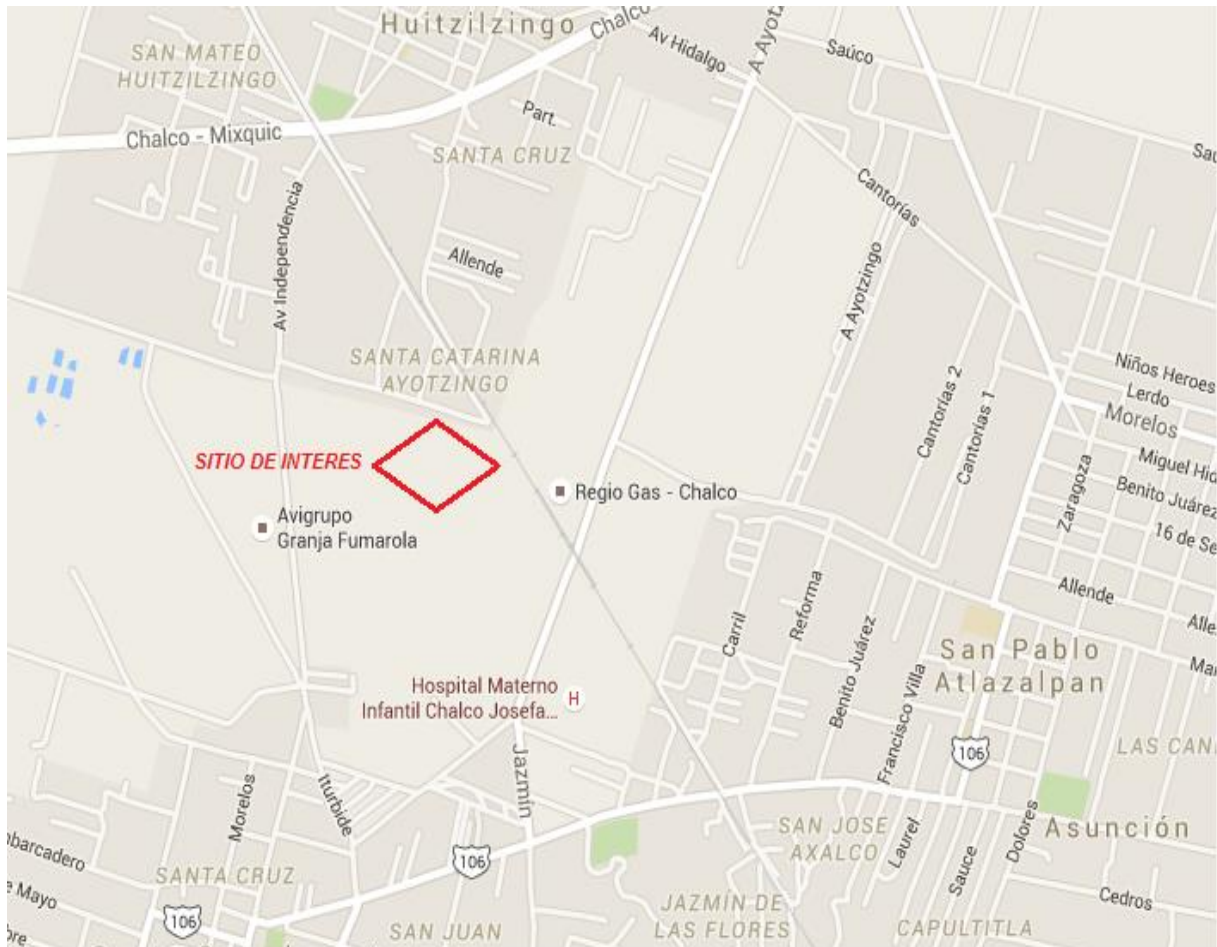 Huitzilzingo
Chalco
SAN MATEO
HUITZILZINGO
Av Hidalgo
A Ayotz
Saúco
Chalco - Mixquic
Part.
SANTA CRUZ
Cantorías
Av Independencia
Allende
A Ayotzingo
SANTA CATARINA
AYOTZINGO
Cantorías 2
Cantorías 1
Niños Heroes
Lerdo
Morelos
Miguel Hid
Benito Juárez
16 de Se
Zaragoza
SITIO DE INTERES
Regio Gas - Chalco
Avigrupo
Granja Fumarola
Allende
Alle
Carril
Reforma
Benito Juárez
Francisco Villa
San Pablo
Atlazalpan
Hospital Materno
Infantil Chalco Josefa...
H
106
LAS CAN
Jazmín
Morelos
Iturbide
Dolores
Asunción
SAN JOSE
AXALCO
Laurel
Sauce
106
SANTA CRUZ
106
SAN JUAN
JAZMÍN DE
LAS FLORES
CAPULTITLA
Cedros